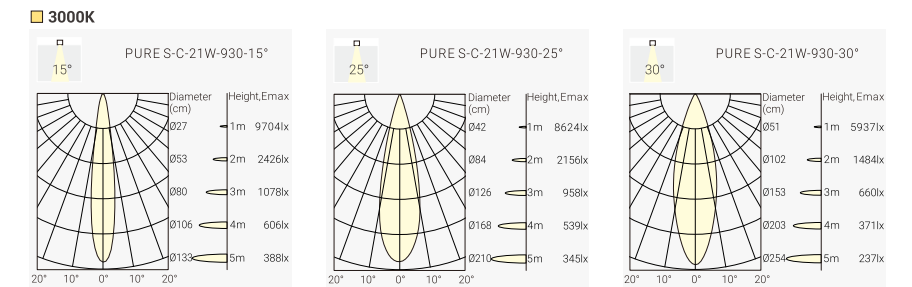 3000K
PURE S-C-21W-930-15°
15°
Diameter (cm) Height,Emax
Ø27 1m 9704lx
Ø53 2m 2426lx
Ø80 3m 1078lx
Ø106 4m 606lx
Ø133 5m 388lx
20° 10° 0° 10° 20°
PURE S-C-21W-930-25°
25°
Diameter (cm) Height,Emax
Ø42 1m 8624lx
Ø84 2m 2156lx
Ø126 3m 958lx
Ø168 4m 539lx
Ø210 5m 345lx
20° 10° 0° 10° 20°
PURE S-C-21W-930-30°
30°
Diameter (cm) Height,Emax
Ø51 1m 5937lx
Ø102 2m 1484lx
Ø153 3m 660lx
Ø203 4m 371lx
Ø254 5m 237lx
20° 10° 0° 10° 20°